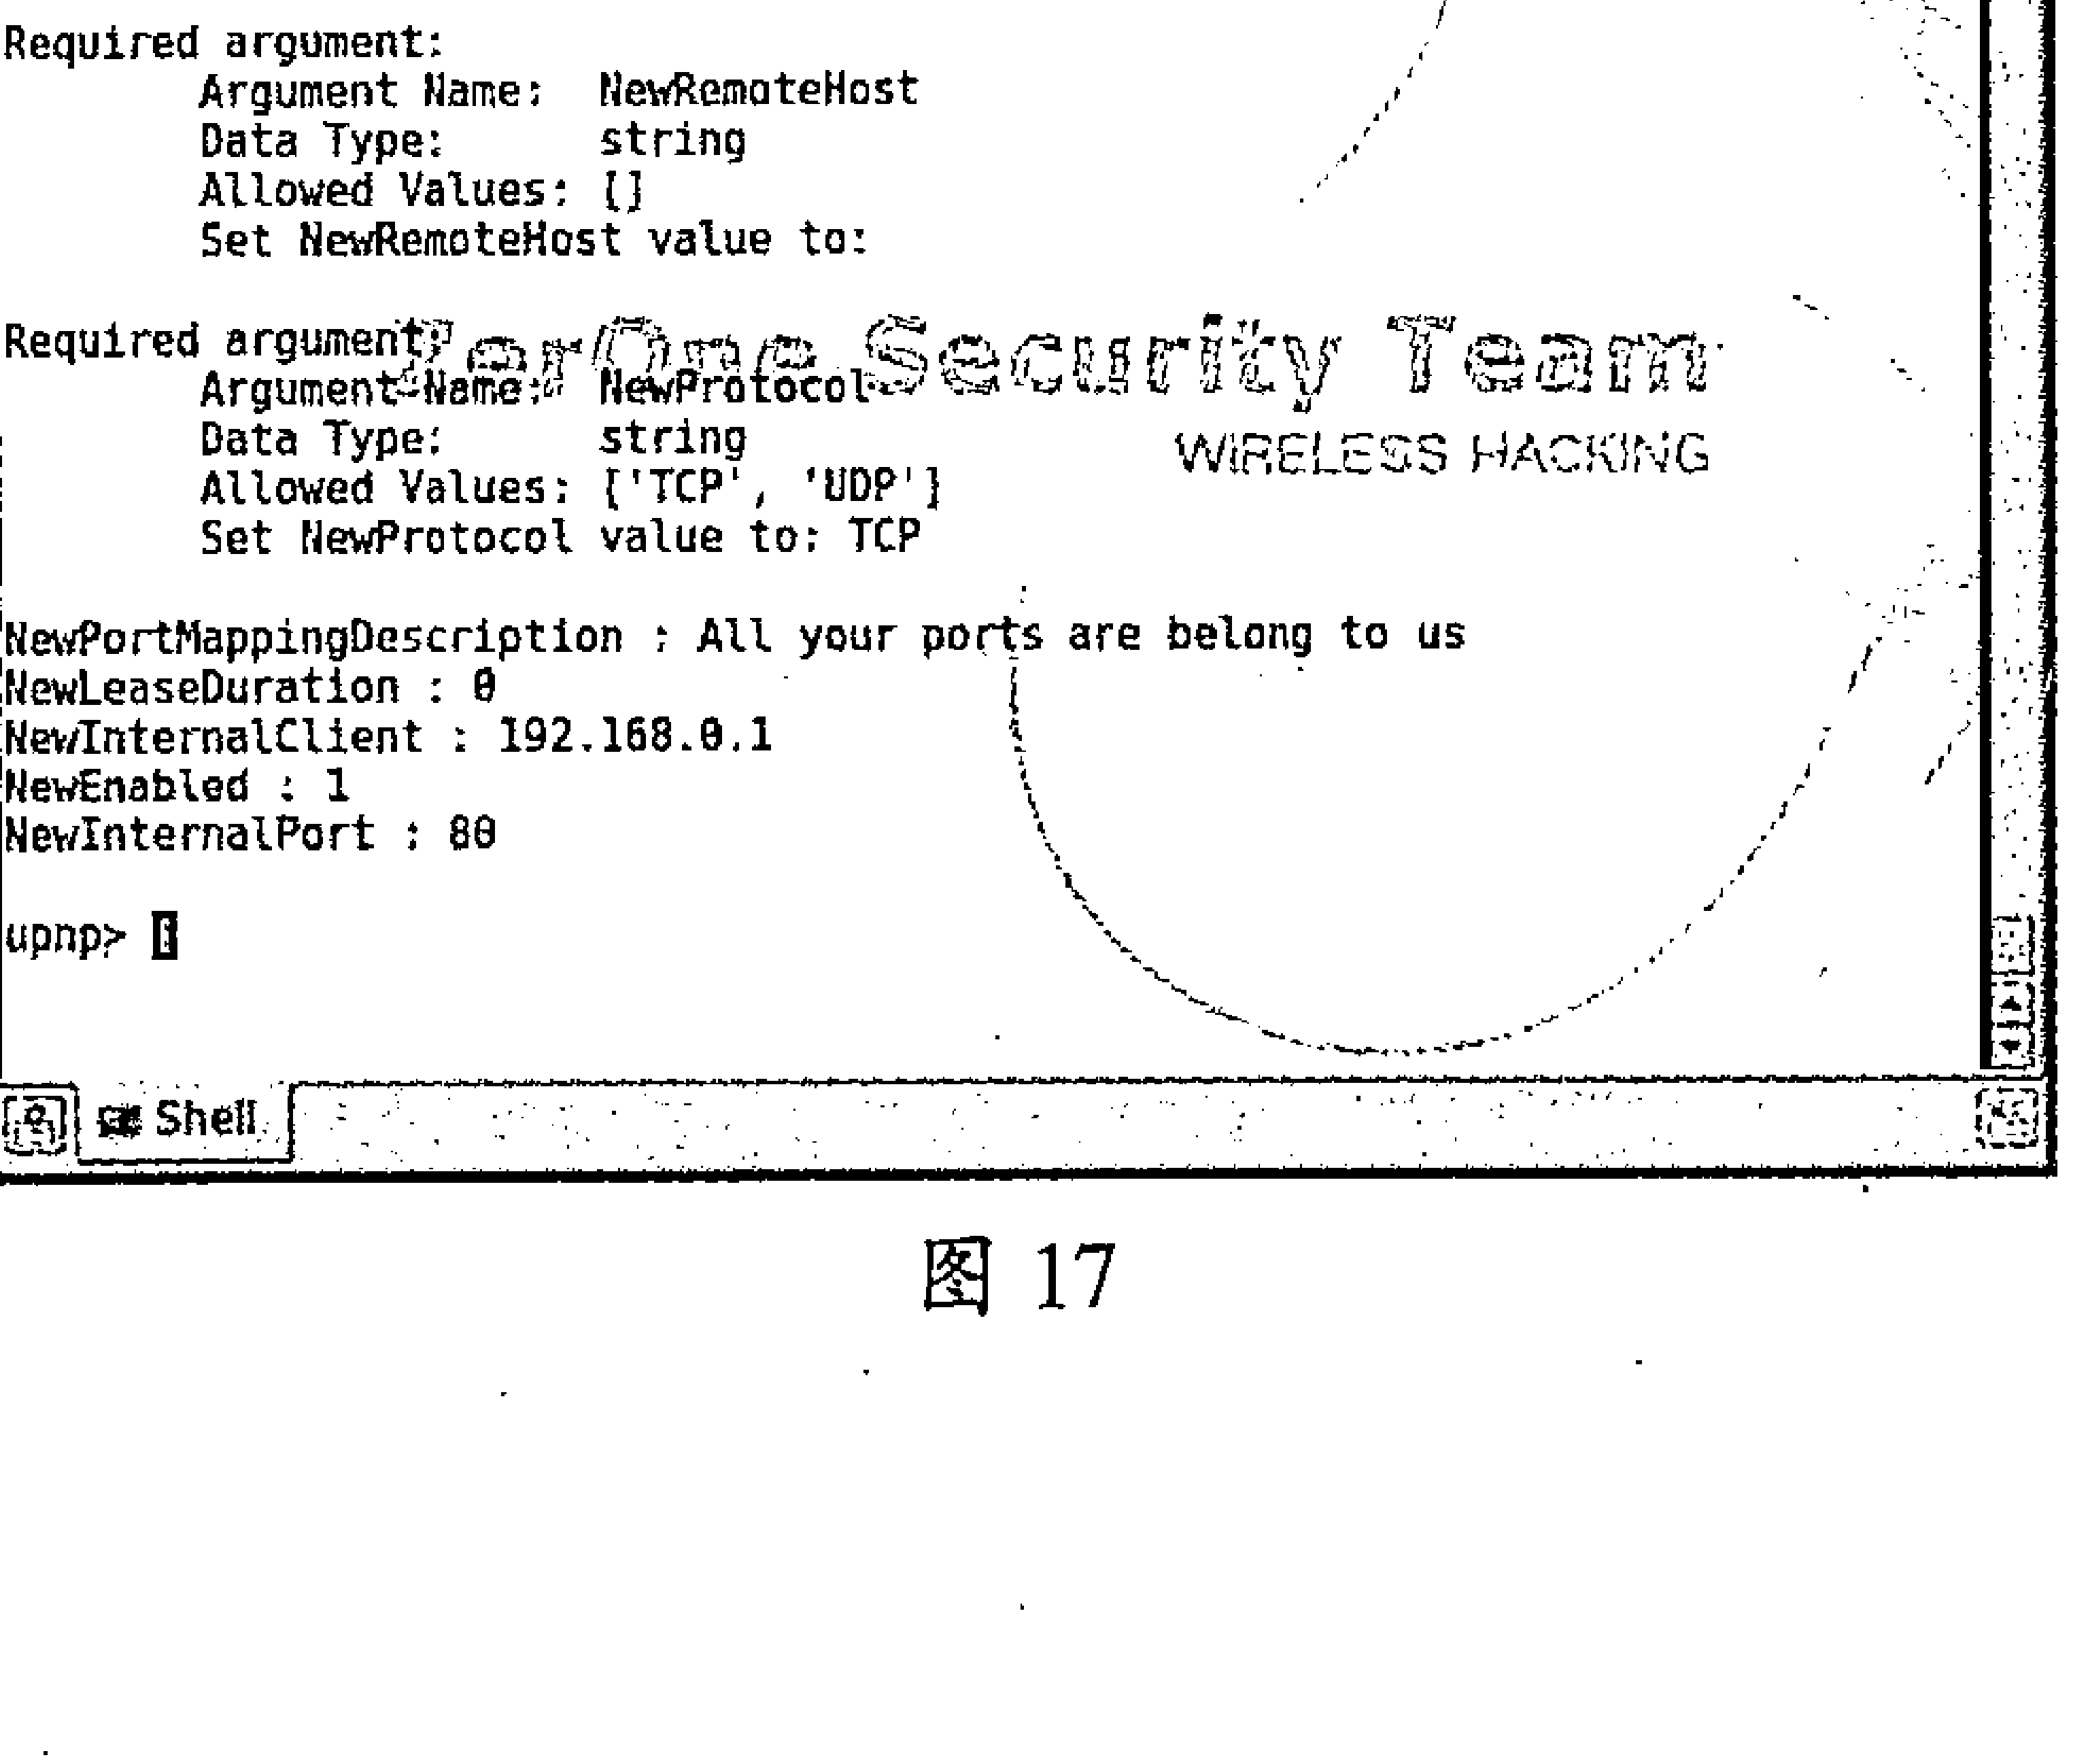 Required argument:
Argument Name: NewRemoteHost
Data Type: string
Allowed Values: []
Set NewRemoteHost value to:
Required argument:
ZerOne Security Team
Argument Name: NewProtocol
Data Type: string
WIRELESS HACKING
Allowed Values: ['TCP', 'UDP']
Set NewProtocol value to: TCP
NewPortMappingDescription : All your ports are belong to us
NewLeaseDuration : 0
NewInternalClient : 192.168.0.1
NewEnabled : 1
NewInternalPort : 80
upnp>
Shell
图 17